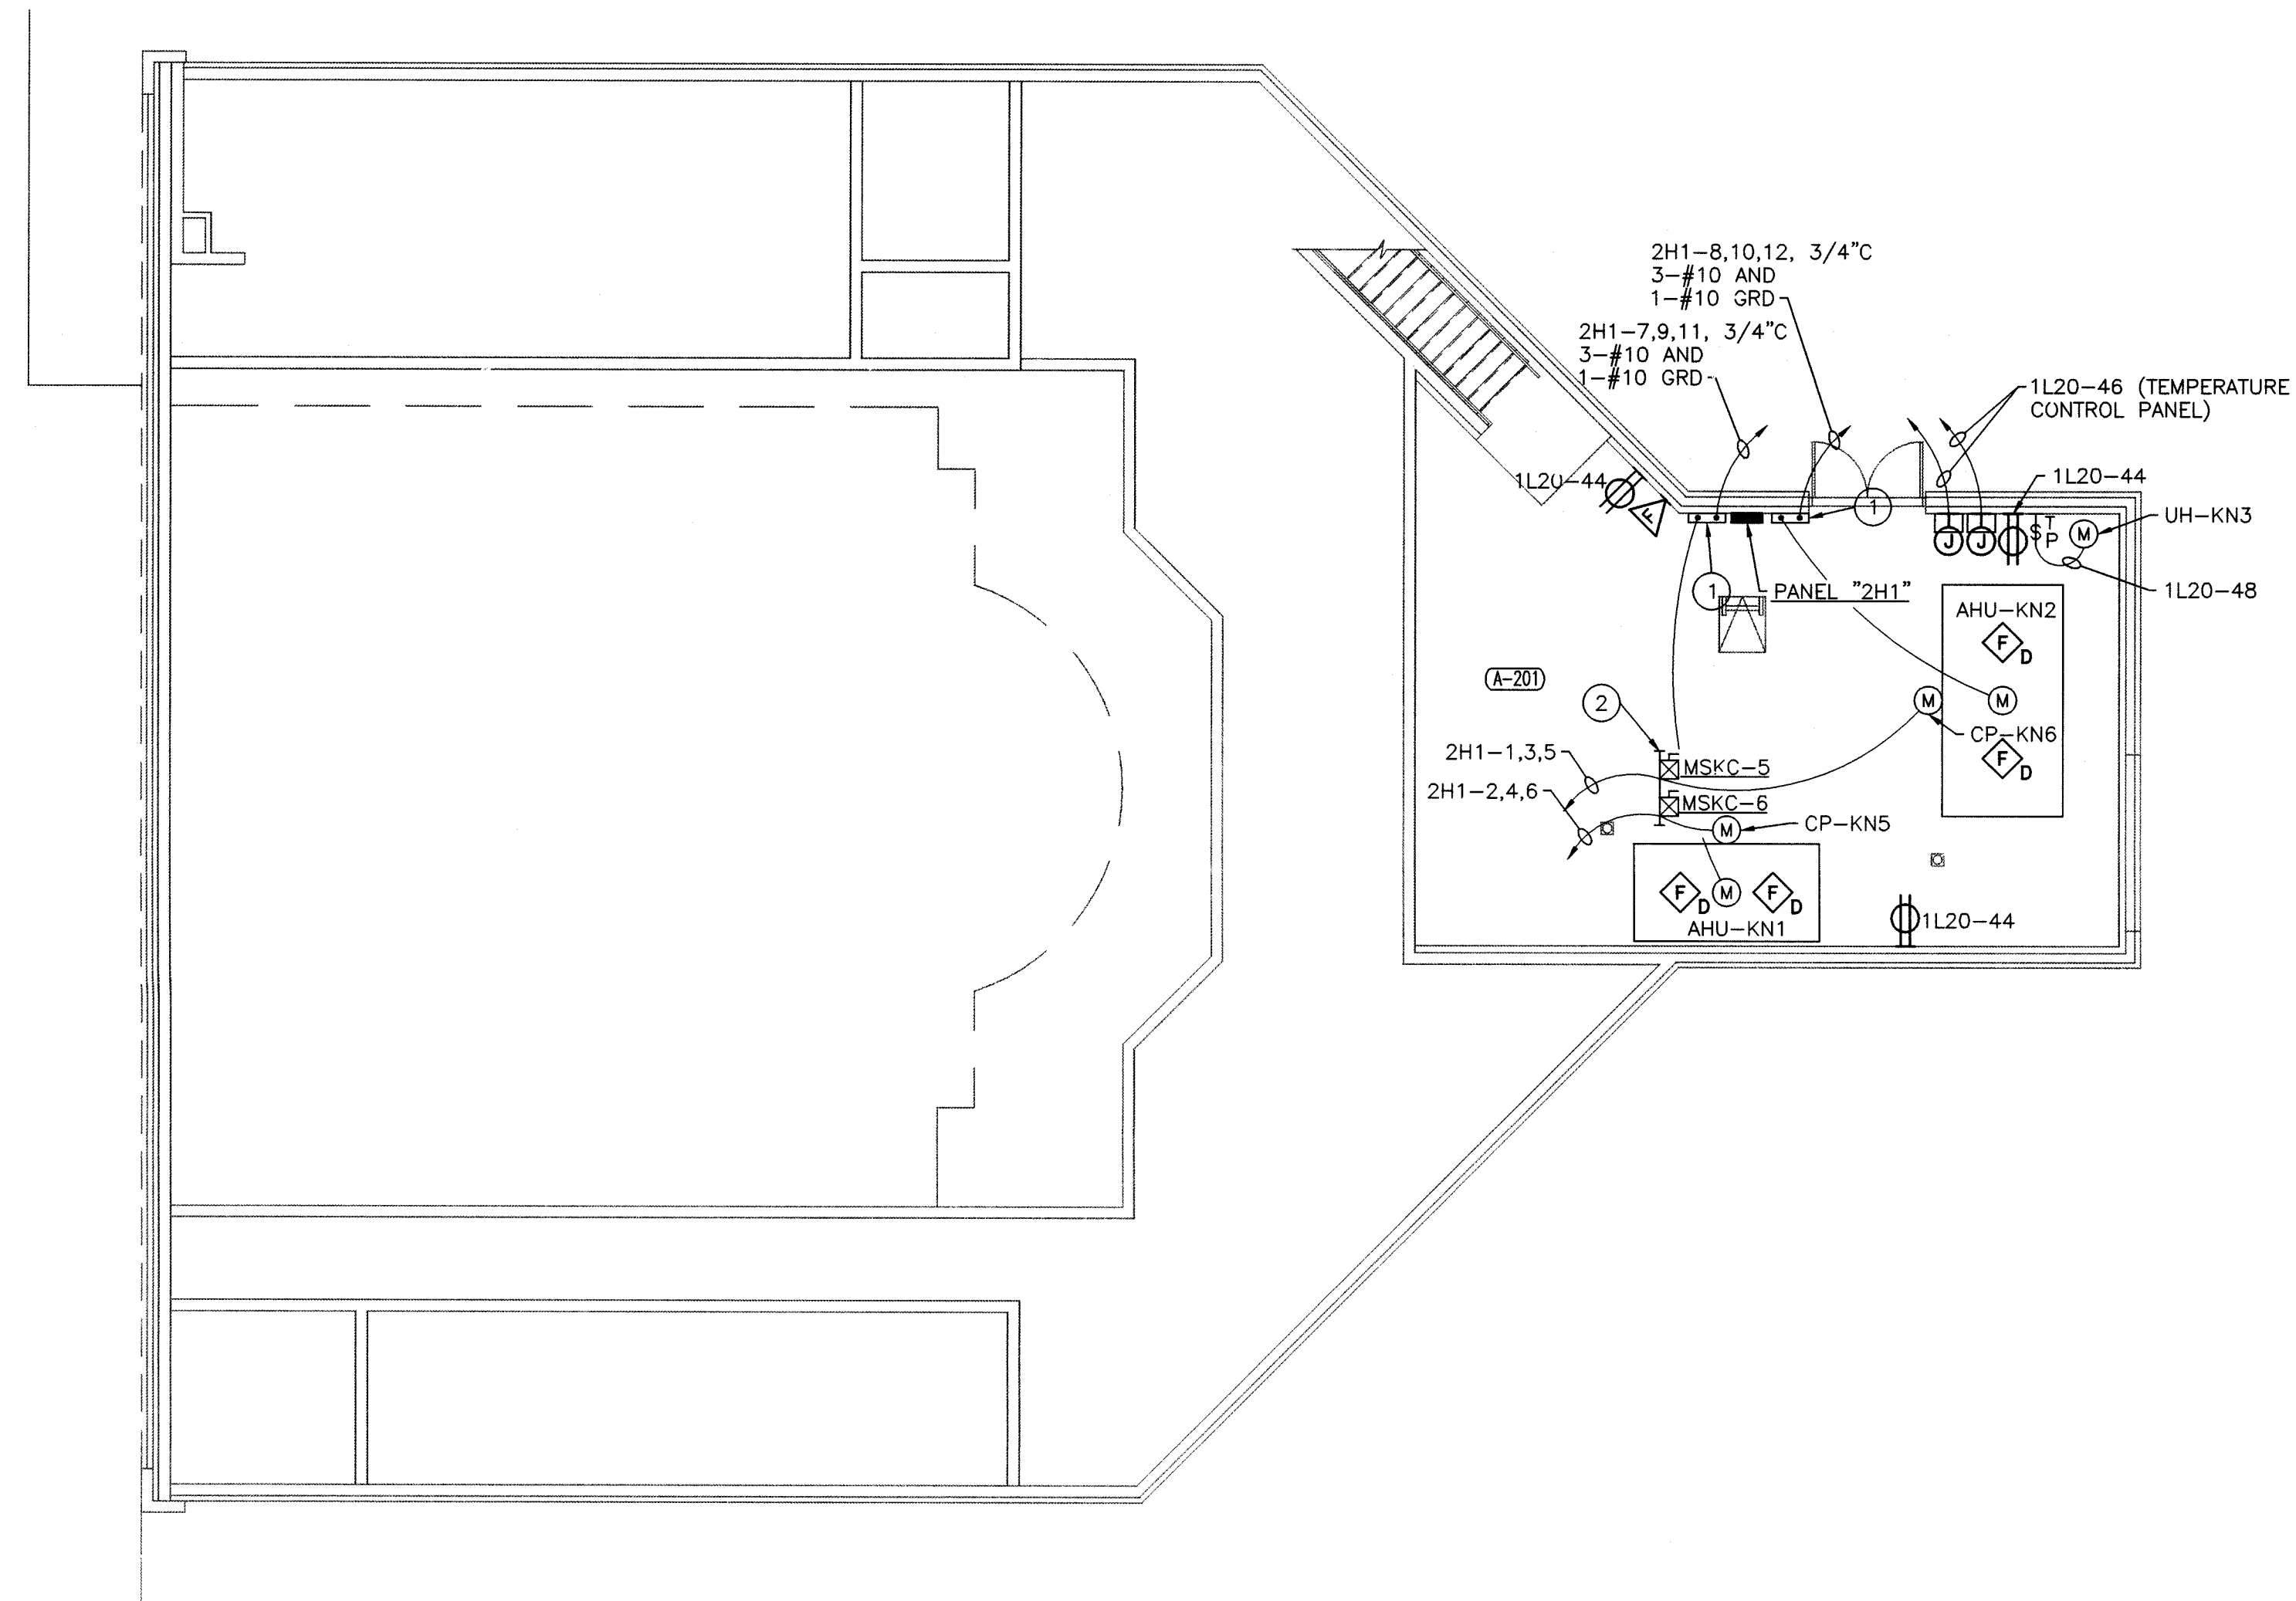 2H1-8,10,12, 3/4"C
3-#10 AND
1-#10 GRD
2H1-7,9,11, 3/4"C
3-#10 AND
1-#10 GRD
1L20-46 (TEMPERATURE
CONTROL PANEL)
1L20-44
1L20-44
F
1
UH-KN3
J
J
$
T
P
M
1
PANEL "2H1"
1L20-48
AHU-KN2
F
D
A-201
2
M
M
CP-KN6
F
D
2H1-1,3,5
MSKC-5
2H1-2,4,6
MSKC-6
M
CP-KN5
F
D
M
F
D
AHU-KN1
1L20-44